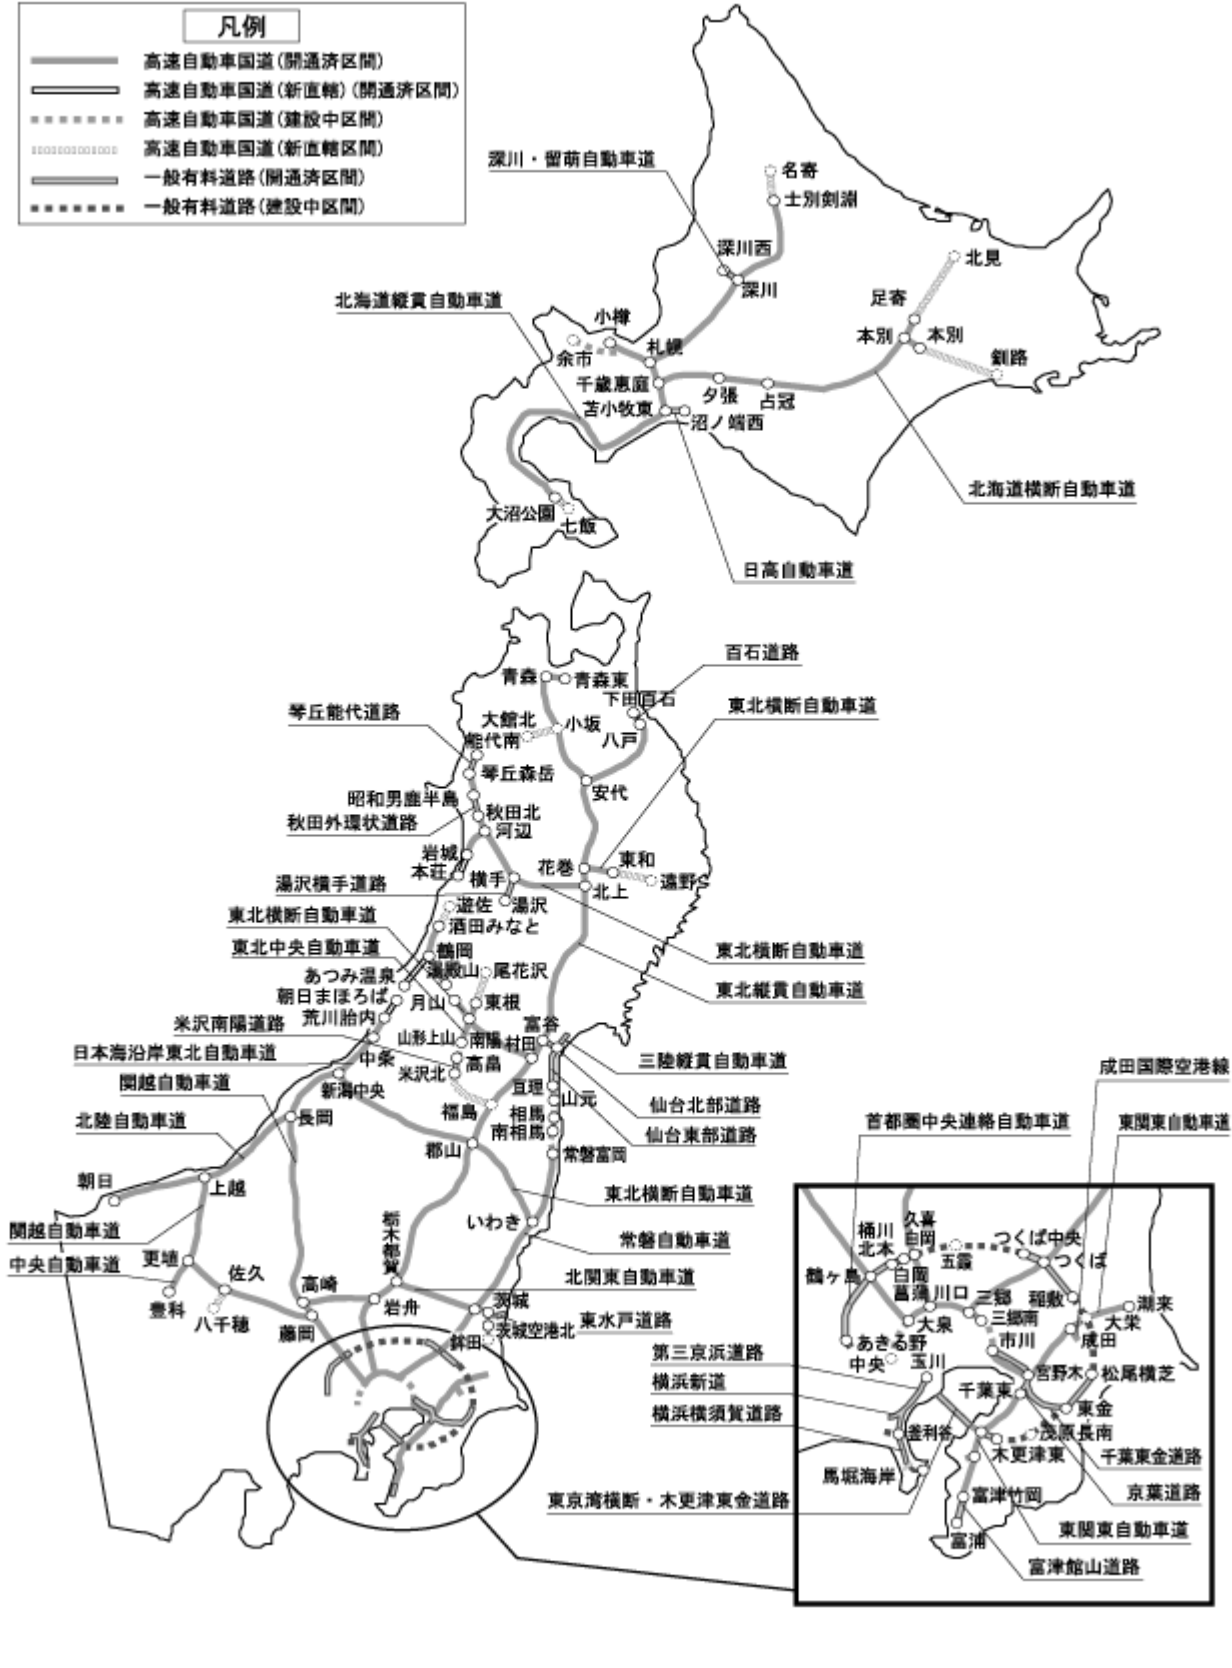 凡例
高速自動車国道(開通済区間)
高速自動車国道(新直轄)(開通済区間)
高速自動車国道(建設中区間)
高速自動車国道(新直轄区間)
一般有料道路(開通済区間)
一般有料道路(建設中区間)
深川・留萌自動車道
名寄
士別剣淵
深川西
深川
北見
足寄
本別
本別
釧路
北海道縦貫自動車道
小樽
余市
札幌
千歳恵庭
夕張
占冠
苫小牧東
沼ノ端西
北海道横断自動車道
大沼公園
七飯
日高自動車道
百石道路
青森
青森東
下田百石
東北横断自動車道
琴丘能代道路
大館北
小坂
能代南
八戸
琴丘森岳
安代
昭和男鹿半島
秋田北
秋田外環状道路
河辺
岩城
本荘
花巻
東和
遠野
横手
北上
湯沢横手道路
湯沢
遊佐
東北横断自動車道
酒田みなと
東北中央自動車道
鶴岡
東北横断自動車道
あつみ温泉
湯殿山
尾花沢
朝日まほろば
月山
東根
東北縦貫自動車道
荒川胎内
米沢南陽道路
山形上山
南陽
村田
富谷
日本海沿岸東北自動車道
中条
高畠
米沢北
三陸縦貫自動車道
関越自動車道
新潟中央
亘理
山元
福島
相馬
仙台北部道路
北陸自動車道
長岡
南相馬
仙台東部道路
郡山
常磐富岡
朝日
上越
東北横断自動車道
いわき
関越自動車道
栃木都賀
常磐自動車道
中央自動車道
更埴
佐久
北関東自動車道
豊科
八千穂
高崎
岩舟
茨城
藤岡
茨城空港北
東水戸道路
鉾田
成田国際空港線
首都圏中央連絡自動車道
東関東自動車道
桶川
北本
久喜
白岡
五霞
つくば中央
つくば
鶴ヶ島
白岡
菖蒲
川口
三郷
稲敷
潮来
大泉
三郷南
大栄
あきる野
市川
成田
第三京浜道路
中央
玉川
横浜新道
宮野木
松尾横芝
千葉東
横浜横須賀道路
東金
釜利谷
茂原長南
木更津東
千葉東金道路
馬堀海岸
東京湾横断・木更津東金道路
富津竹岡
京葉道路
東関東自動車道
富浦
富津館山道路